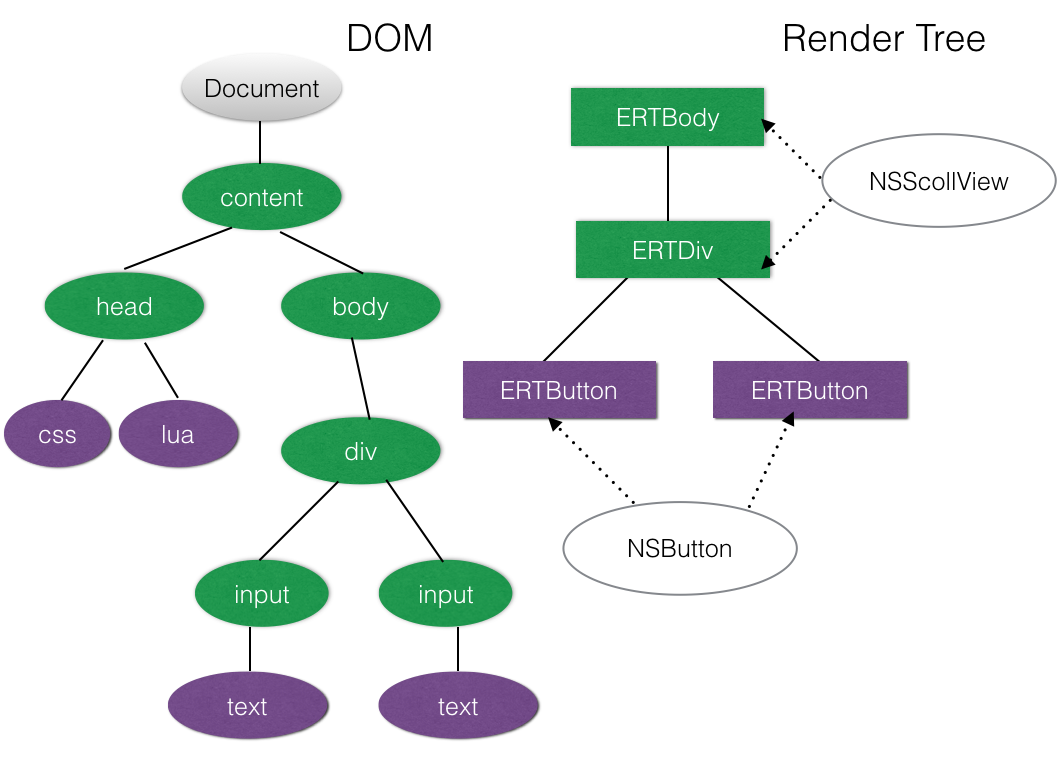 DOM
Document
content
head
body
css
lua
div
input
input
text
text
Render Tree
ERTBody
NSScollView
ERTDiv
ERTButton
ERTButton
NSButton